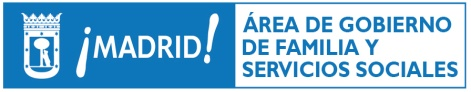 ¡MADRID!
ÁREA DE GOBIERNO
DE FAMILIA Y
SERVICIOS SOCIALES